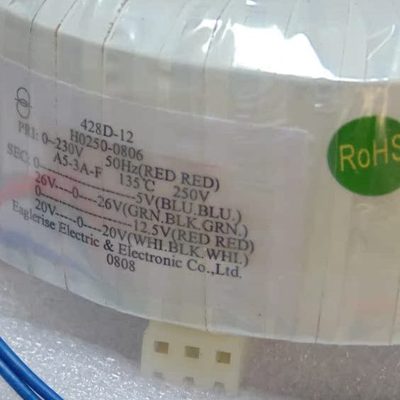 428D-12
H0250-0806
PRI: 0~230V 50Hz(RED RED)
A5-3A-F 135℃ 250V
SEC: 0------------5V(BLU.BLU.)
26V----0----26V(GRN.BLK.GRN.)
0------------12.5V(RED RED)
20V----0----20V(WHI.BLK.WHI.)
Eaglerise Electric & Electronic Co.,Ltd.
0808
RoHS